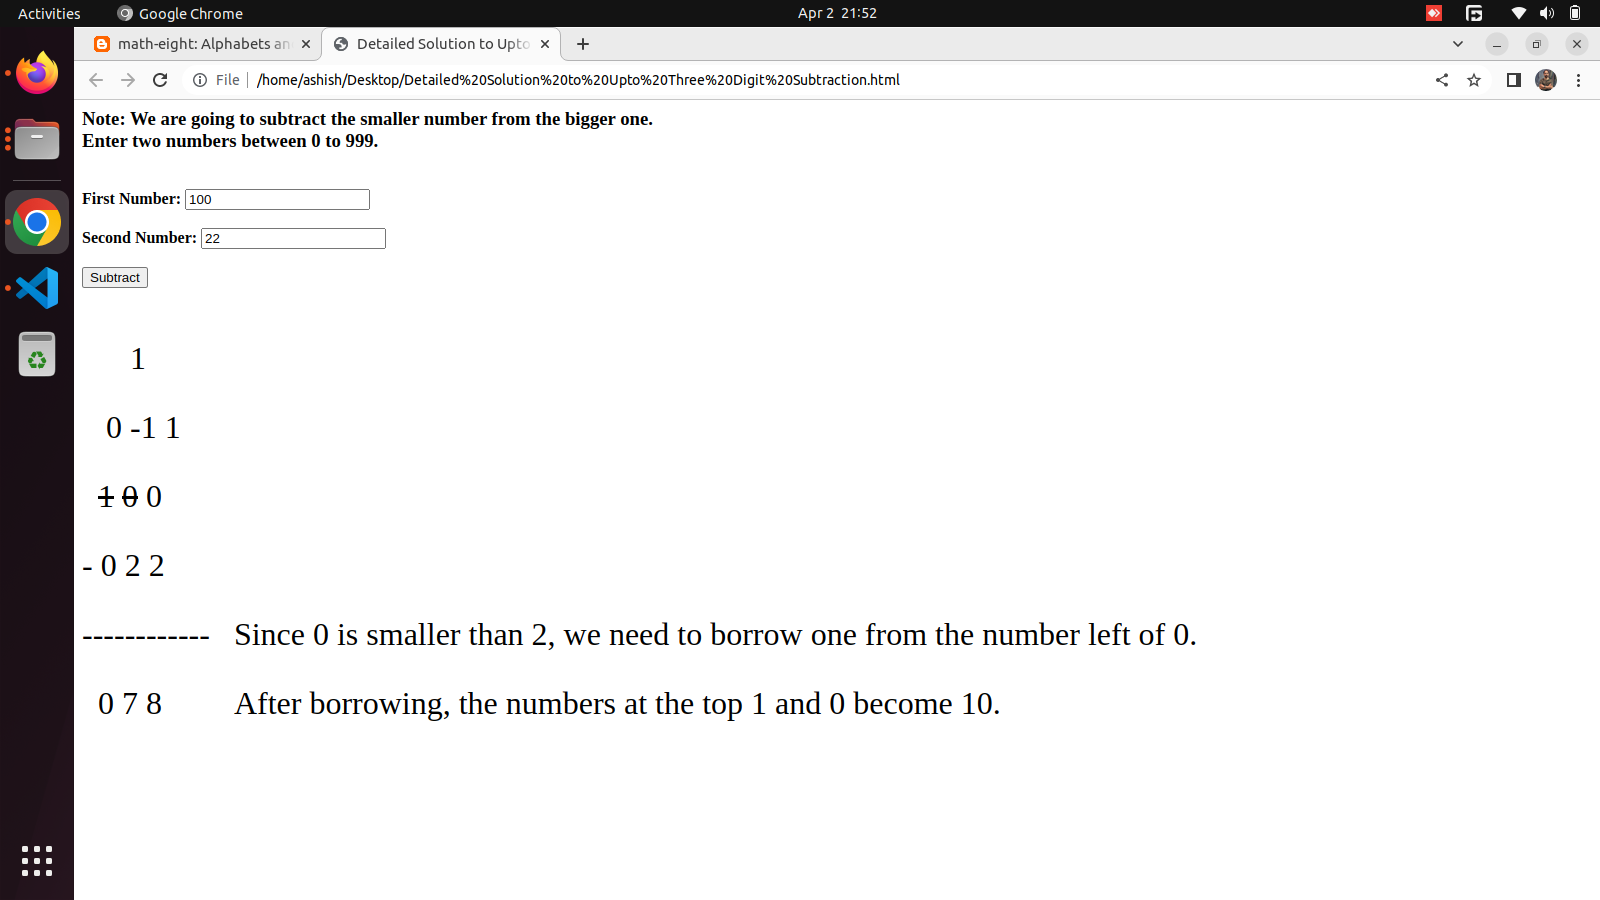 Activities Google Chrome Apr 2 21:52
math-eight: Alphabets an Detailed Solution to Upto
File /home/ashish/Desktop/Detailed%20Solution%20to%20Upto%20Three%20Digit%20Subtraction.html
Note: We are going to subtract the smaller number from the bigger one.
Enter two numbers between 0 to 999.
First Number: 100
Second Number: 22
Subtract
1
0 -1 1
1 0 0
- 0 2 2
------------ Since 0 is smaller than 2, we need to borrow one from the number left of 0.
0 7 8 After borrowing, the numbers at the top 1 and 0 become 10.